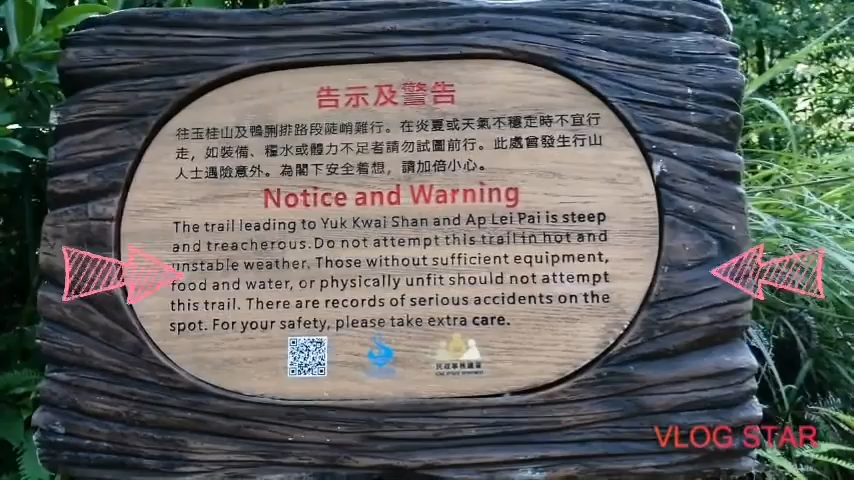 告示及警告
往玉桂山及鴨脷排路段陡峭難行。在炎夏或天氣不穩定時不宜行
走，如裝備、糧水或體力不足者請勿試圖前行。此處曾發生行山
人士遇險意外。為閣下安全着想，請加倍小心。
Notice and Warning
The trail leading to Yuk Kwai Shan and Ap Lei Pai is steep
and treacherous. Do not attempt this trail in hot and
unstable weather. Those without sufficient equipment,
food and water, or physically unfit should not attempt
this trail. There are records of serious accidents on the
spot. For your safety, please take extra care.
民政事務總署
VLOG STAR